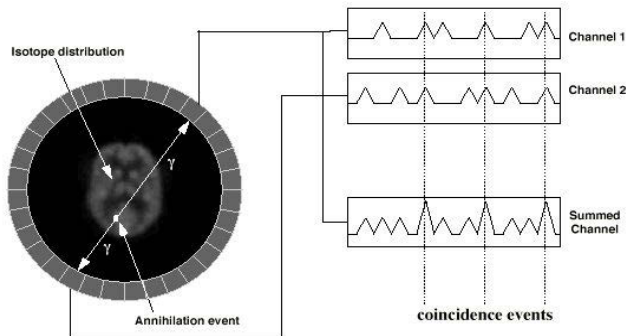 Isotope distribution
γ
γ
Annihilation event
Channel 1
Channel 2
Summed
Channel
coincidence events